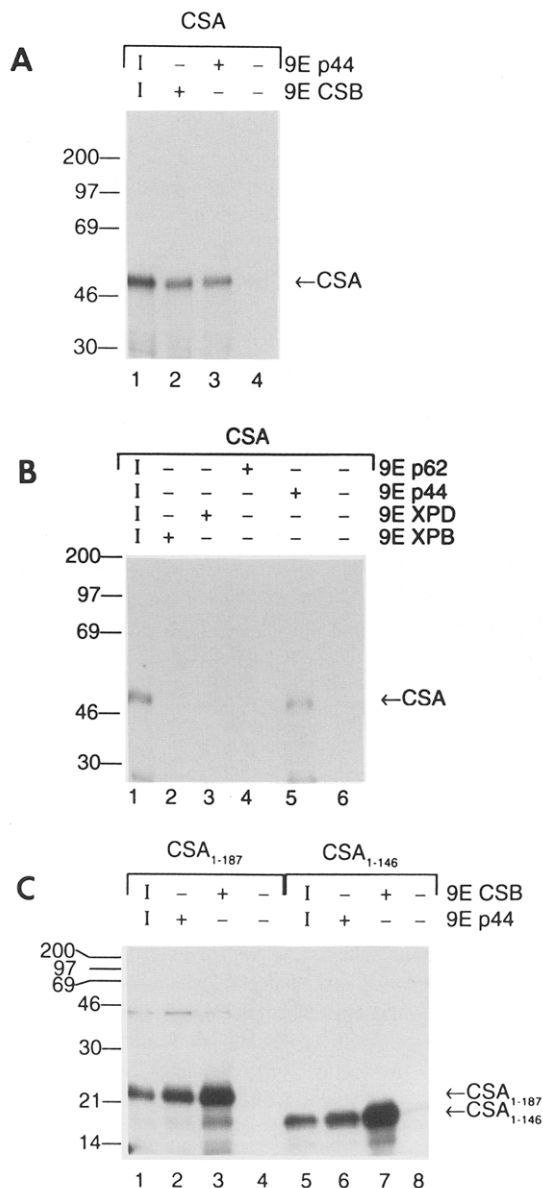 CSA
A
I − + − 9E p44
I + − − 9E CSB
200
97
69
46
30
←CSA
1 2 3 4
CSA
B
I − − + − − 9E p62
I − − − + − 9E p44
I − + − − − 9E XPD
I + − − − − 9E XPB
200
97
69
46
30
←CSA
1 2 3 4 5 6
CSA1-187 CSA1-146
C
I − + − I − + − 9E CSB
I + − − I + − − 9E p44
200
97
69
46
30
21
14
←CSA1-187
←CSA1-146
1 2 3 4 5 6 7 8